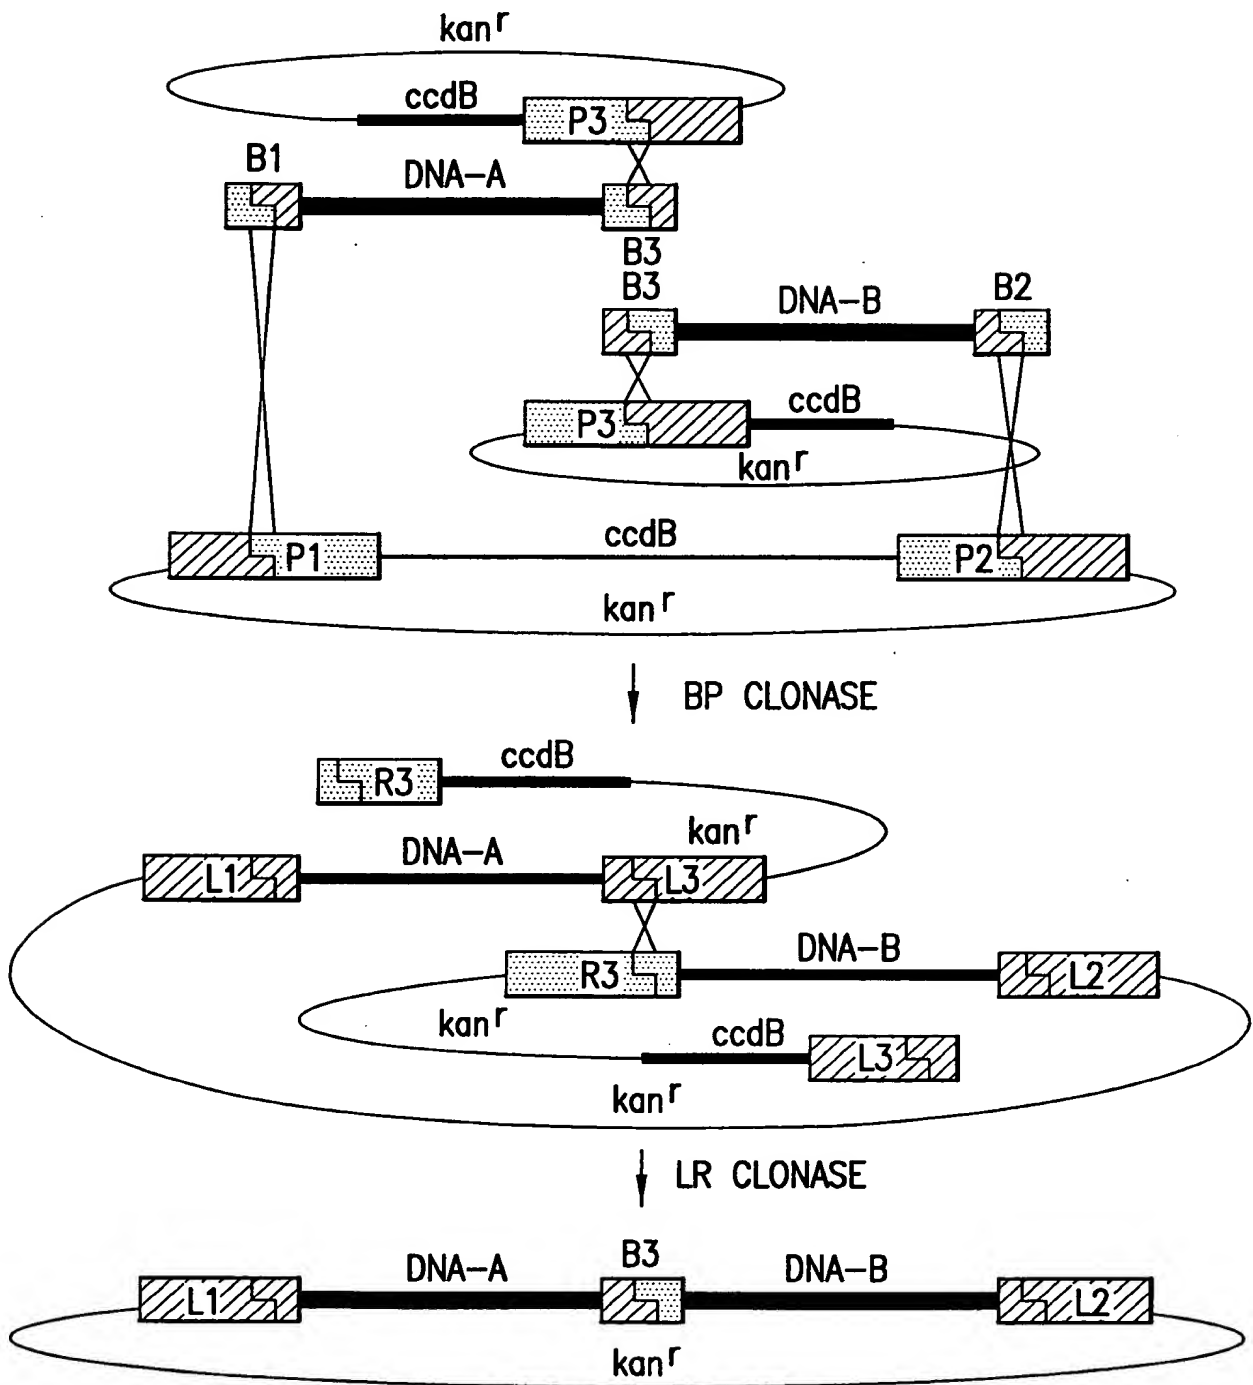 kanʳ
ccdB
P3
B1
DNA-A
B3
B3
DNA-B
B2
P3
ccdB
kanʳ
P1
ccdB
P2
kanʳ
BP CLONASE
R3
ccdB
kanʳ
L1
DNA-A
L3
R3
DNA-B
L2
kanʳ
ccdB
L3
kanʳ
LR CLONASE
L1
DNA-A
B3
DNA-B
L2
kanʳ